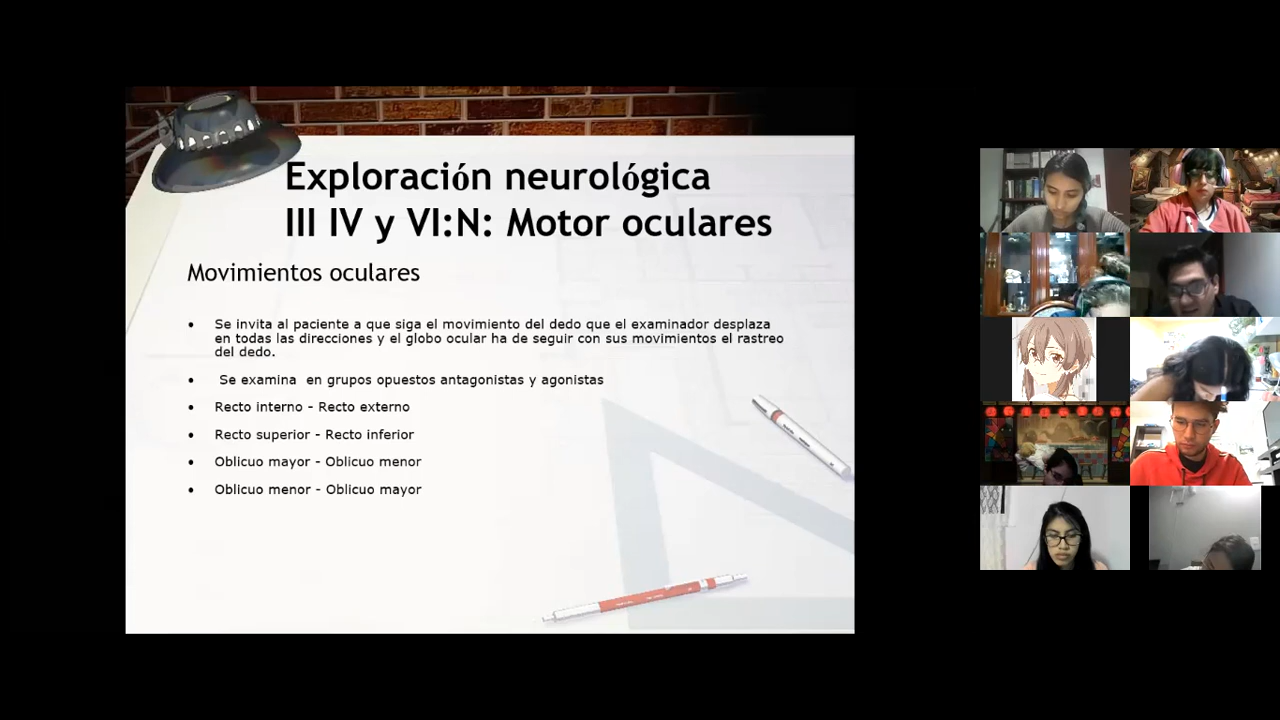 Exploración neurológica
III IV y VI:N: Motor oculares
Movimientos oculares
• Se invita al paciente a que siga el movimiento del dedo que el examinador desplaza
en todas las direcciones y el globo ocular ha de seguir con sus movimientos el rastreo
del dedo.
• Se examina en grupos opuestos antagonistas y agonistas
• Recto interno - Recto externo
• Recto superior - Recto inferior
• Oblicuo mayor - Oblicuo menor
• Oblicuo menor - Oblicuo mayor